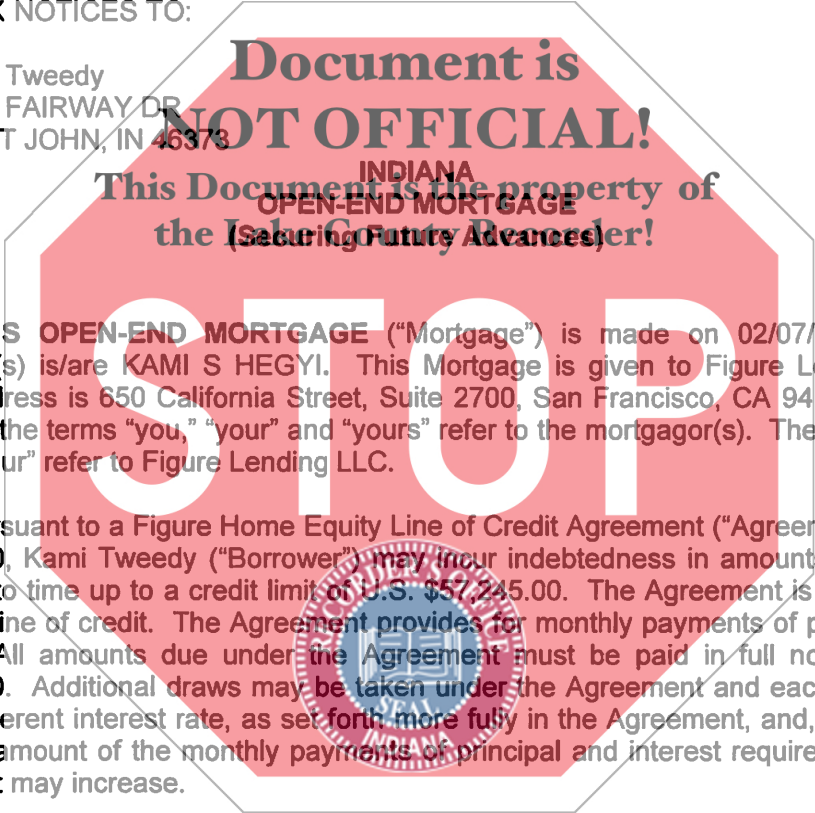 X NOTICES TO:
Document is
Tweedy
FAIRWAY DR
NOT OFFICIAL!
T JOHN, IN 46373
INDIANA
This Document is the property of
OPEN-END MORTGAGE
the Lake County Recorder!
(Securing Future Advances)
STOP
S OPEN-END MORTGAGE (“Mortgage”) is made on 02/07/
(s) is/are KAMI S HEGYI. This Mortgage is given to Figure L
ress is 650 California Street, Suite 2700, San Francisco, CA 94
the terms “you,” “your” and “yours” refer to the mortgagor(s). The
ur” refer to Figure Lending LLC.
suant to a Figure Home Equity Line of Credit Agreement (“Agreer
, Kami Tweedy (“Borrower”) may incur indebtedness in amount
o time up to a credit limit of U.S. $57,245.00. The Agreement is
ine of credit. The Agreement provides for monthly payments of p
All amounts due under the Agreement must be paid in full no
. Additional draws may be taken under the Agreement and eac
erent interest rate, as set forth more fully in the Agreement, and,
amount of the monthly payments of principal and interest require
may increase.
SEAL
INDIANA